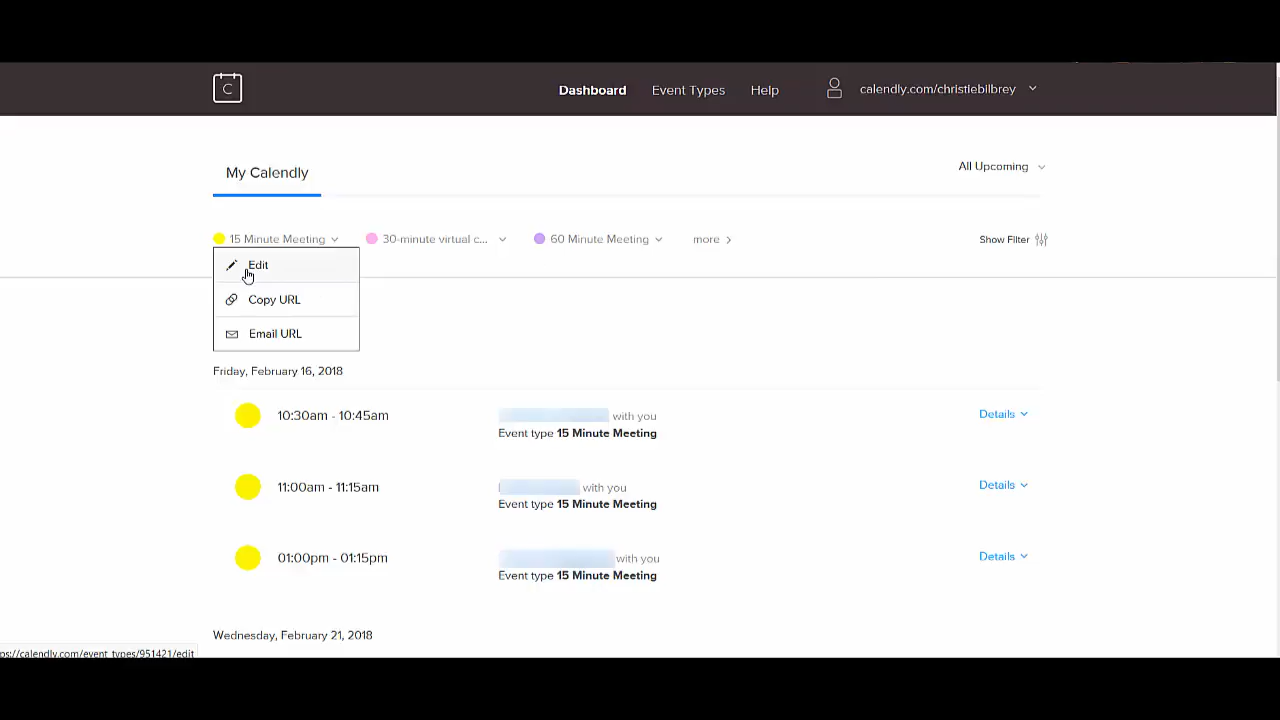 C
Dashboard Event Types Help calendly.com/christiebilbrey
My Calendly All Upcoming
15 Minute Meeting 30-minute virtual c... 60 Minute Meeting more Show Filter
Edit
Copy URL
Email URL
Friday, February 16, 2018
10:30am - 10:45am with you Details
Event type 15 Minute Meeting
11:00am - 11:15am with you Details
Event type 15 Minute Meeting
01:00pm - 01:15pm with you Details
Event type 15 Minute Meeting
Wednesday, February 21, 2018
ps://calendly.com/event_types/951421/edit